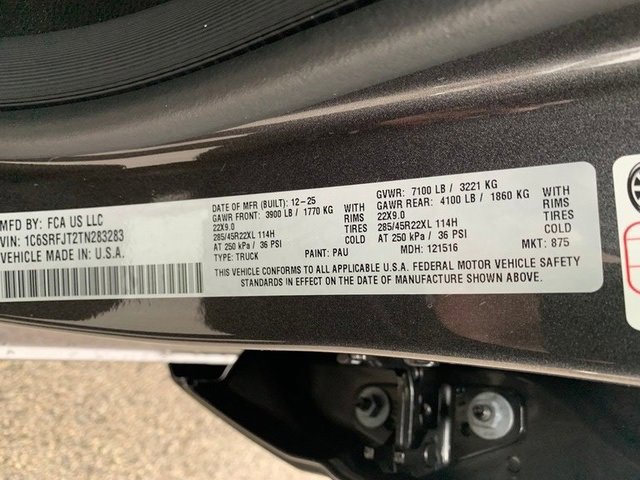 MFD BY: FCA US LLC
VIN: 1C6SRFJT2TN283283
VEHICLE MADE IN U.S.A.
DATE OF MFR (BUILT): 12-25
GAWR FRONT: 3900 LB / 1770 KG WITH
22X9.0 RIMS
285/45R22XL 114H TIRES
AT 250 kPa / 36 PSI COLD
TYPE: TRUCK PAINT: PAU
GVWR: 7100 LB / 3221 KG
GAWR REAR: 4100 LB / 1860 KG WITH
22X9.0 RIMS
285/45R22XL 114H TIRES
AT 250 kPa / 36 PSI COLD
MDH: 121516 MKT: 875
VEHICLE CONFORMS TO ALL APPLICABLE U.S.A. FEDERAL MOTOR VEHICLE SAFETY
STANDARDS IN EFFECT ON THE DATE OF MANUFACTURE SHOWN ABOVE.